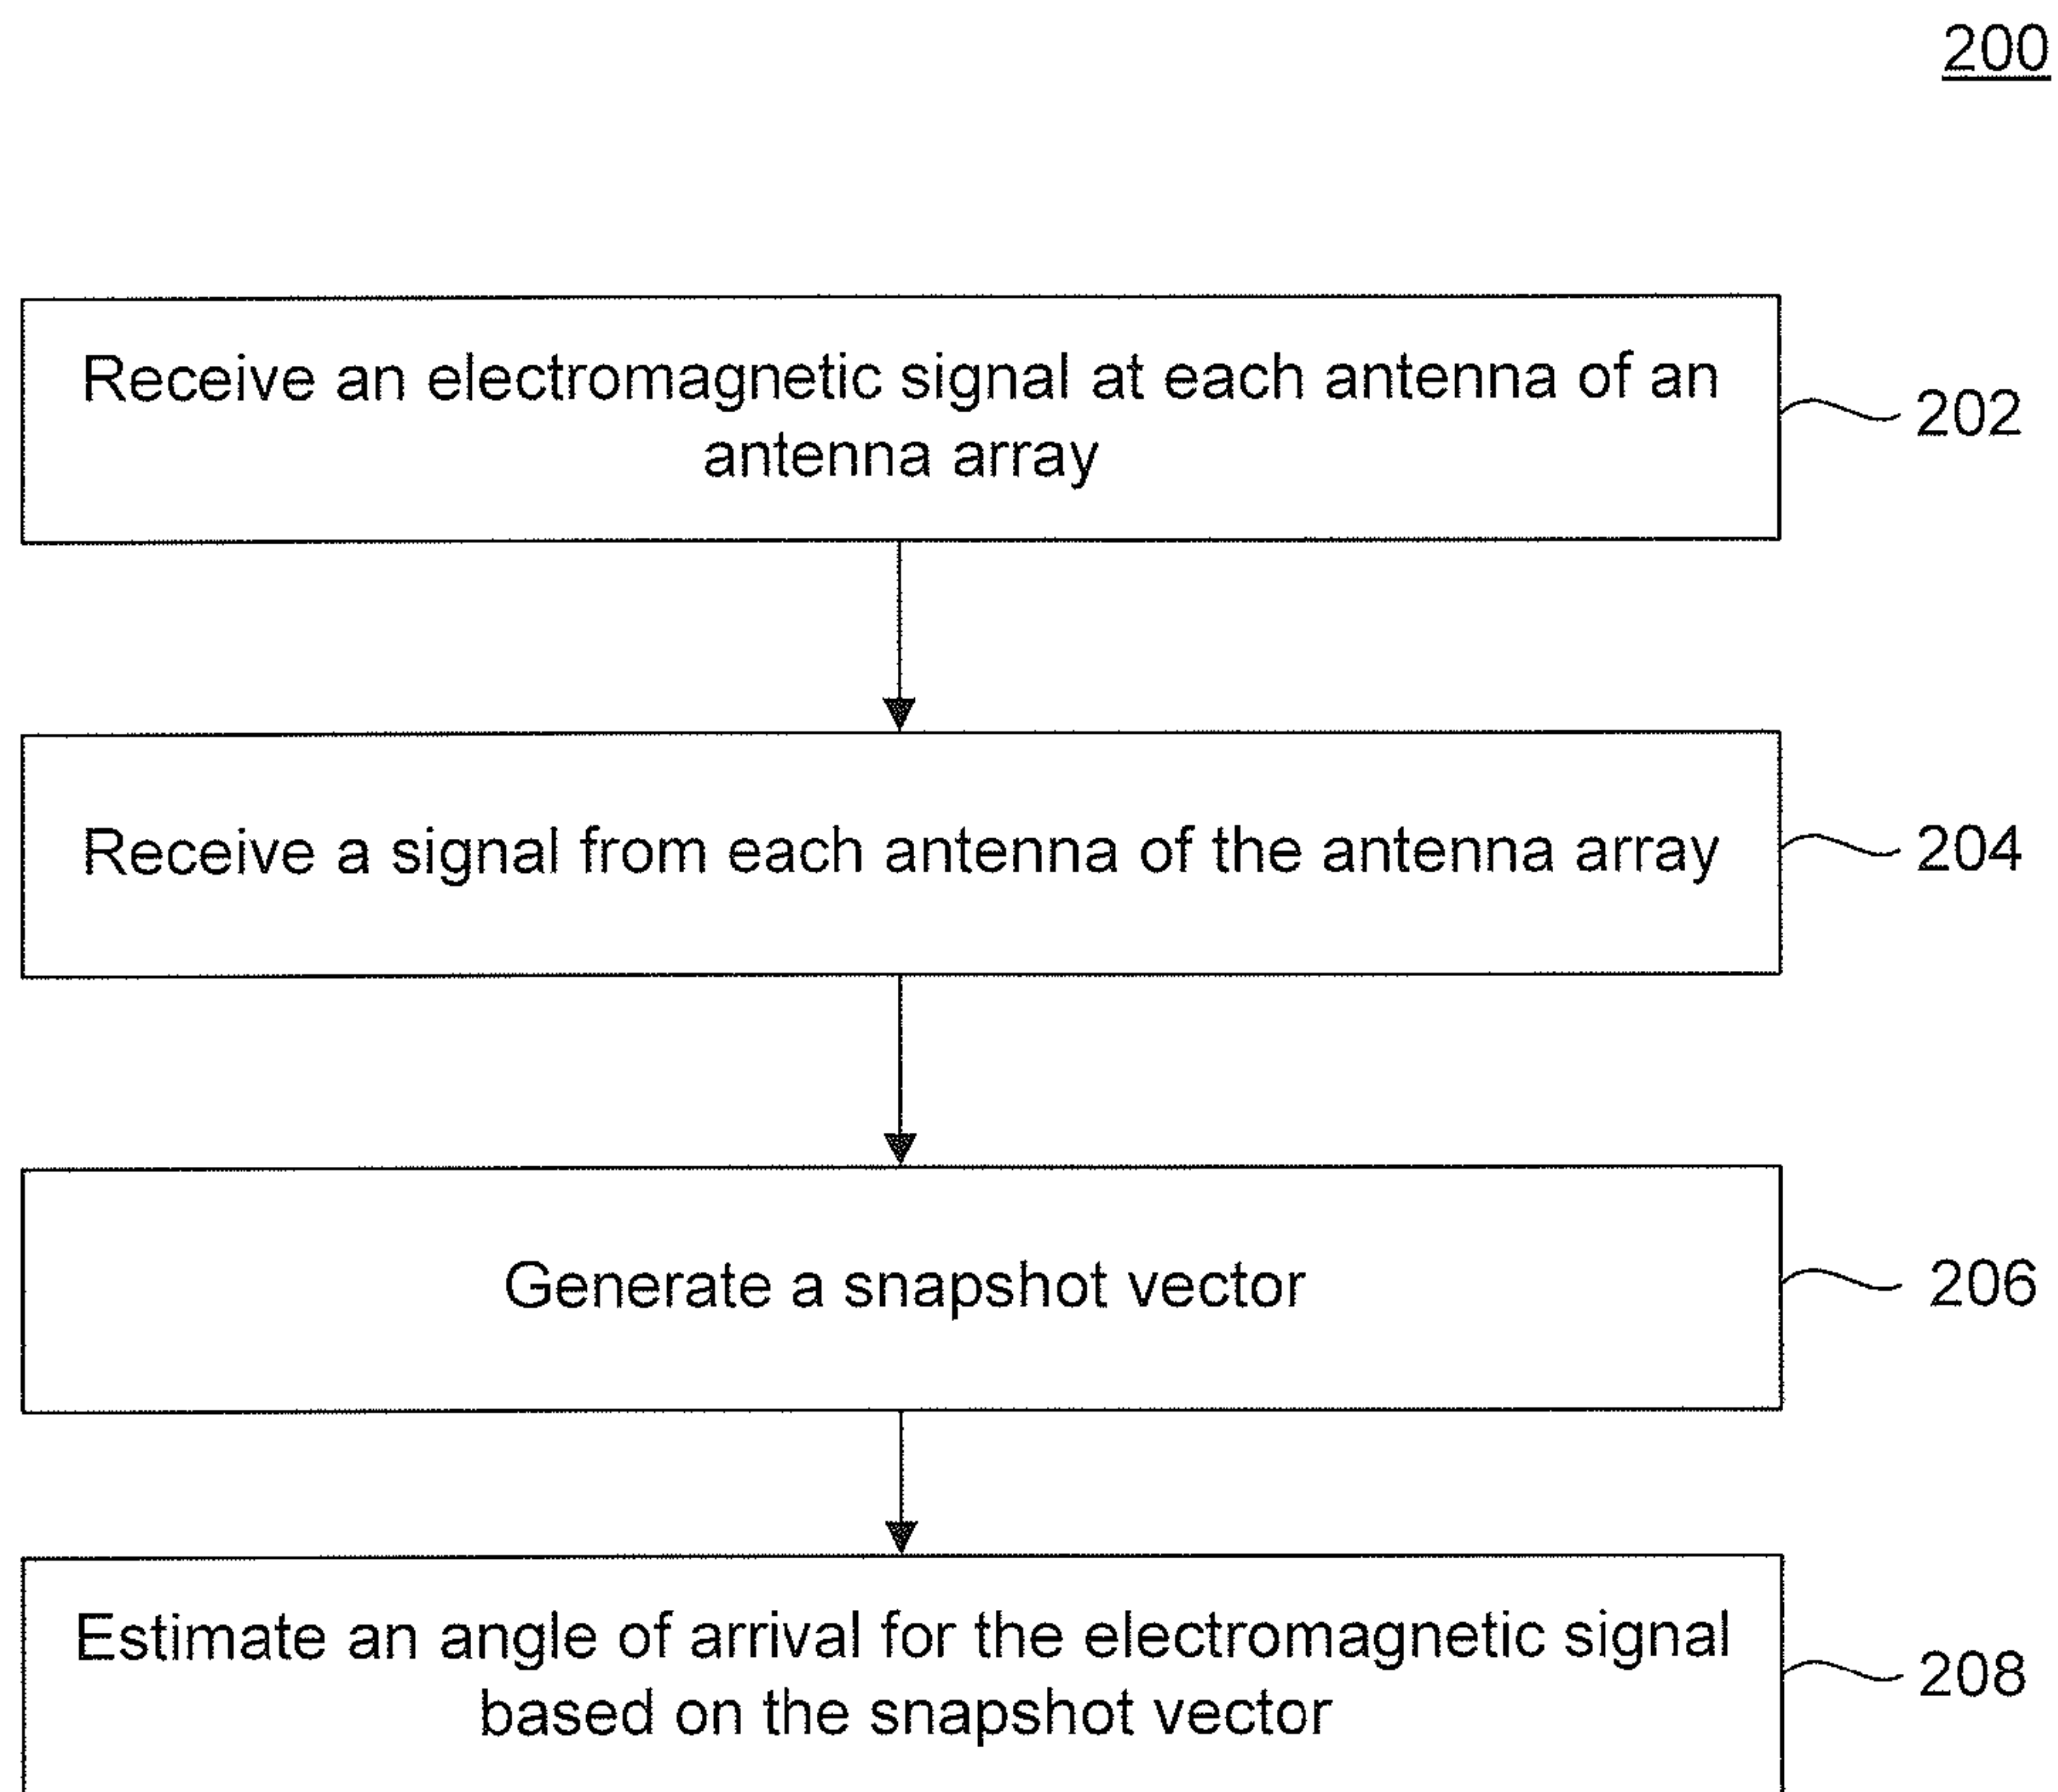 200
Receive an electromagnetic signal at each antenna of an
antenna array
202
Receive a signal from each antenna of the antenna array
204
Generate a snapshot vector
206
Estimate an angle of arrival for the electromagnetic signal
based on the snapshot vector
208